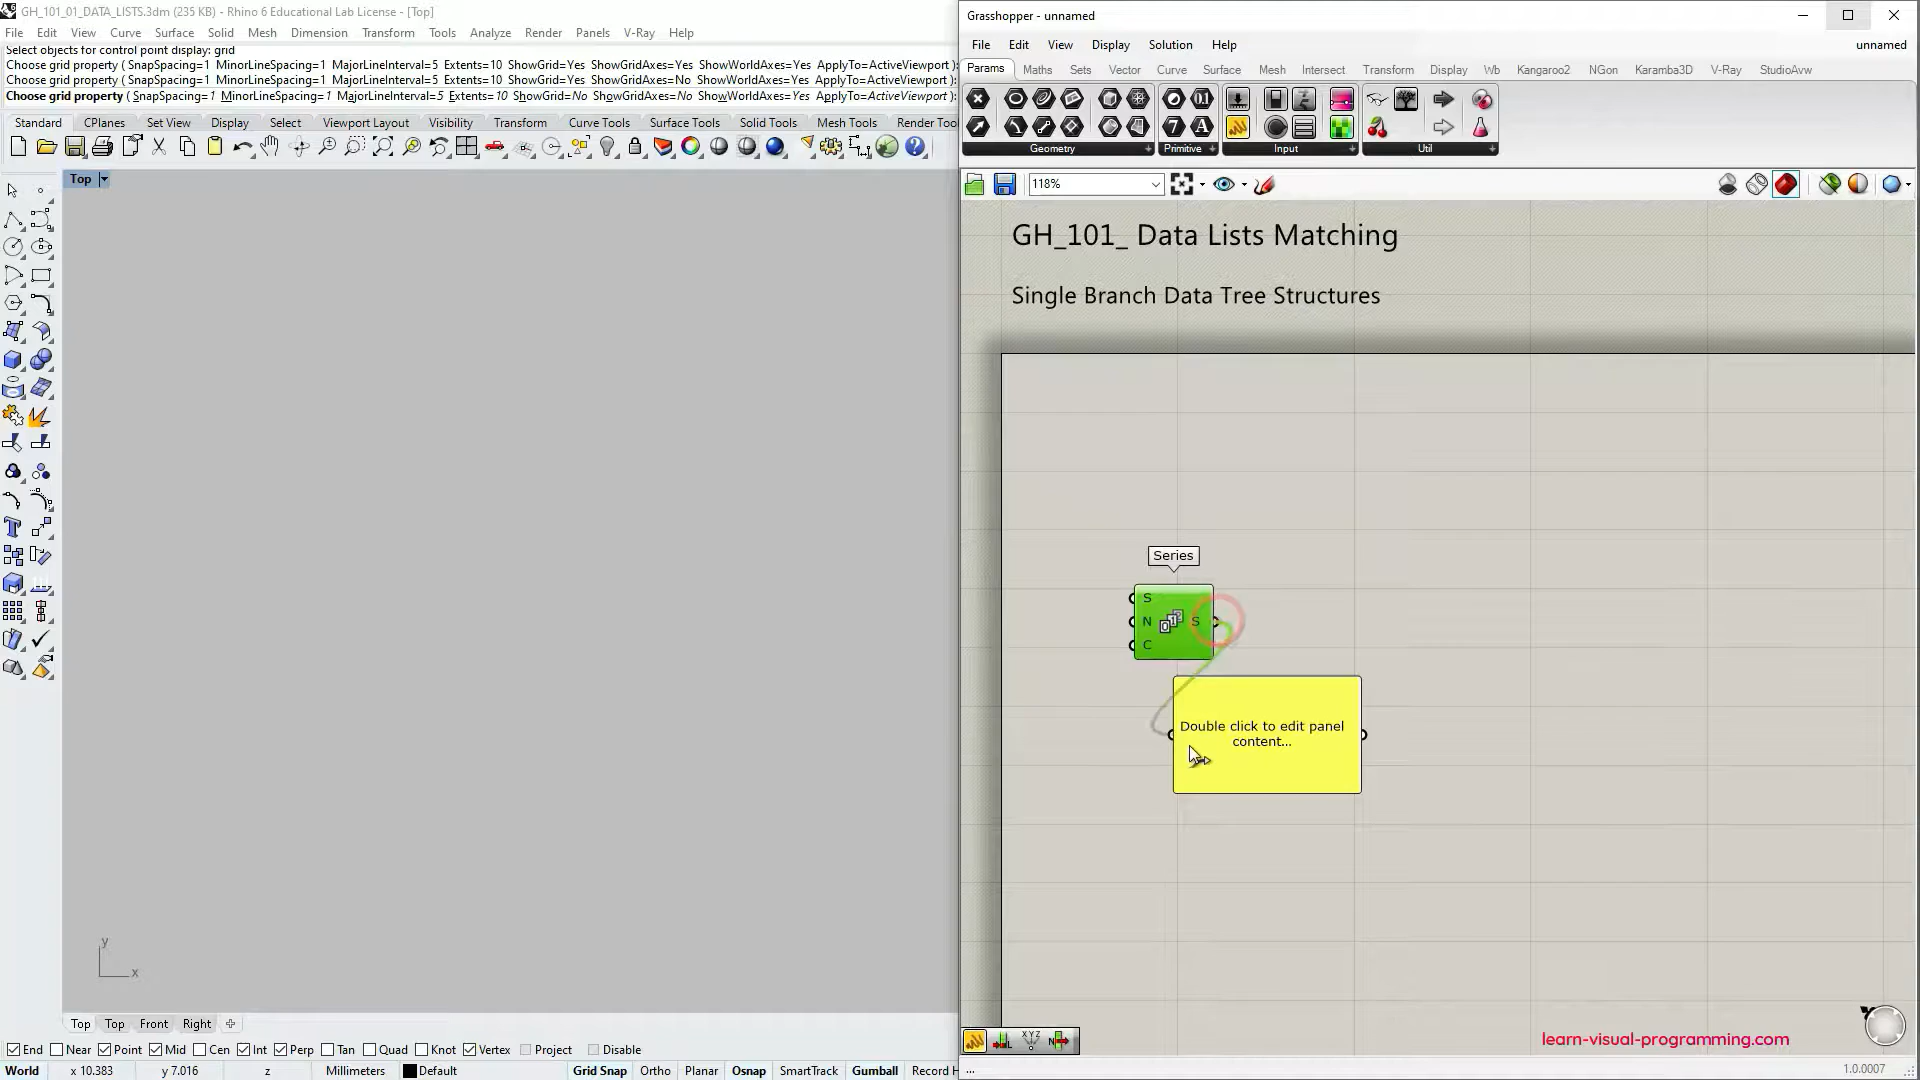 GH_101_01_DATA_LISTS.3dm (235 KB) - Rhino 6 Educational Lab License - [Top]
File Edit View Curve Surface Solid Mesh Dimension Transform Tools Analyze Render Panels V-Ray Help
Select objects for control point display: grid
Choose grid property ( SnapSpacing=1 MinorLineSpacing=1 MajorLineInterval=5 Extents=10 ShowGrid=Yes ShowGridAxes=Yes ShowWorldAxes=Yes ApplyTo=ActiveViewport ):
Choose grid property ( SnapSpacing=1 MinorLineSpacing=1 MajorLineInterval=5 Extents=10 ShowGrid=Yes ShowGridAxes=No ShowWorldAxes=Yes ApplyTo=ActiveViewport ):
Choose grid property ( SnapSpacing=1 MinorLineSpacing=1 MajorLineInterval=5 Extents=10 ShowGrid=No ShowGridAxes=No ShowWorldAxes=Yes ApplyTo=ActiveViewport ):
Standard CPlanes Set View Display Select Viewport Layout Visibility Transform Curve Tools Surface Tools Solid Tools Mesh Tools Render Too
Top
y
x
Top Top Front Right
End Near Point Mid Cen Int Perp Tan Quad Knot Vertex Project Disable
World x 10.383 y 7.016 z Millimeters Default Grid Snap Ortho Planar Osnap SmartTrack Gumball Record H
Grasshopper - unnamed
File Edit View Display Solution Help unnamed
Params Maths Sets Vector Curve Surface Mesh Intersect Transform Display Wb Kangaroo2 NGon Karamba3D V-Ray StudioAvw
Geometry Primitive Input Util
118%
GH_101_ Data Lists Matching
Single Branch Data Tree Structures
Series
S
N S
C
Double click to edit panel
content...
learn-visual-programming.com
... 1.0.0007